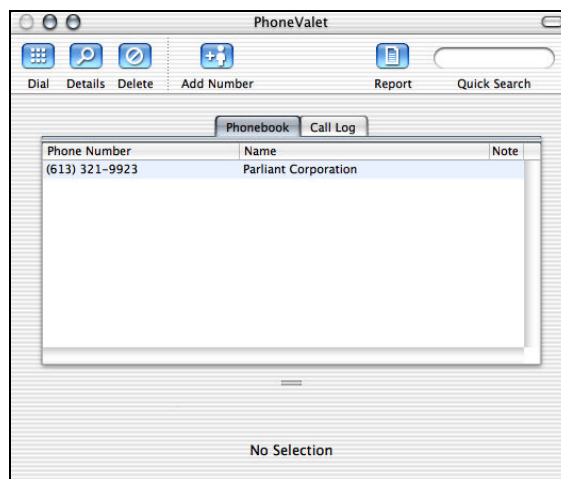 PhoneValet
Dial Details Delete Add Number Report Quick Search
Phonebook Call Log
Phone Number Name Note
(613) 321-9923 Parliant Corporation
No Selection